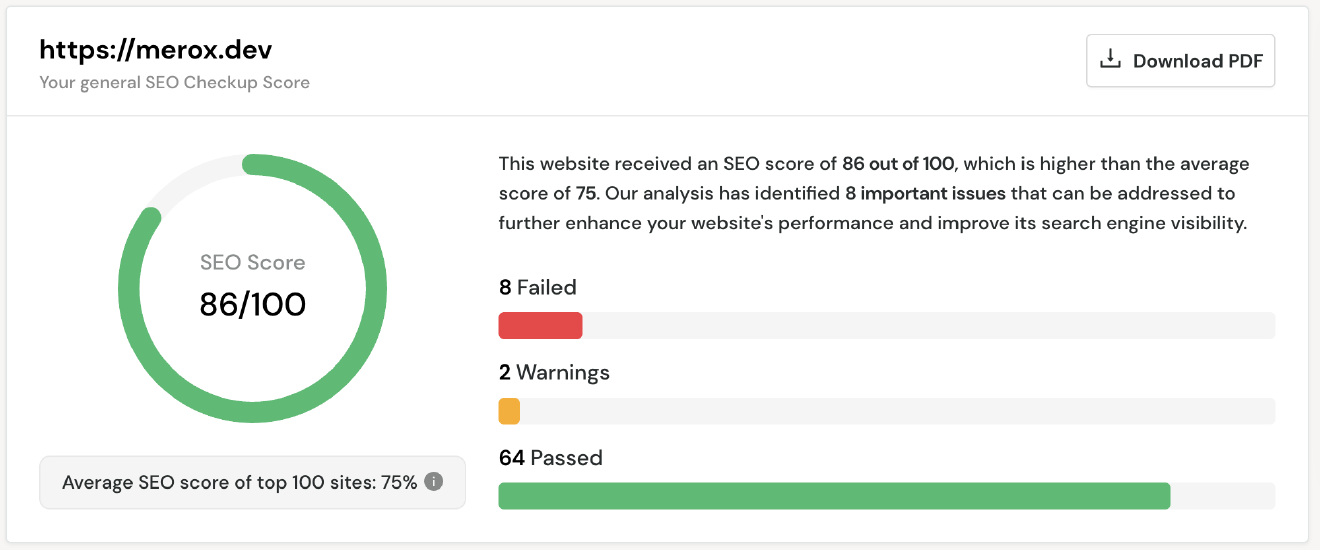 https://merox.dev
Your general SEO Checkup Score
Download PDF
SEO Score
86/100
Average SEO score of top 100 sites: 75% i
This website received an SEO score of 86 out of 100, which is higher than the average
score of 75. Our analysis has identified 8 important issues that can be addressed to
further enhance your website's performance and improve its search engine visibility.
8 Failed
2 Warnings
64 Passed